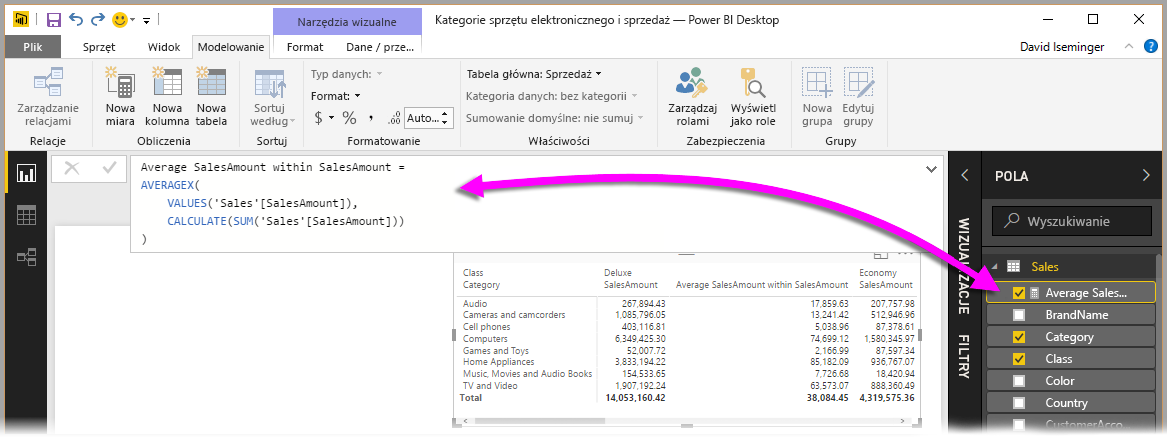 Narzędzia wizualne
Kategorie sprzętu elektronicznego i sprzedaż — Power BI Desktop
Plik Sprzęt Widok Modelowanie Format Dane / prze... David Iseminger
Zarządzanie relacjami
Relacje
Nowa miara
Nowa kolumna
Nowa tabela
Obliczenia
Sortuj według
Sortuj
Typ danych:
Format:
$ % , .00 Auto...
Formatowanie
Tabela główna: Sprzedaż
Kategoria danych: bez kategorii
Sumowanie domyślne: nie sumuj
Właściwości
Zarządzaj rolami
Wyświetl jako role
Zabezpieczenia
Nowa grupa
Edytuj grupy
Grupy
Average SalesAmount within SalesAmount =
AVERAGEX(
VALUES('Sales'[SalesAmount]),
CALCULATE(SUM('Sales'[SalesAmount]))
)
Class Deluxe Economy
Category SalesAmount Average SalesAmount within SalesAmount SalesAmount
Audio 267,894.43 17,859.63 207,757.98
Cameras and camcorders 1,085,796.05 13,241.42 512,946.96
Cell phones 403,116.81 5,038.96 87,378.61
Computers 6,349,425.30 74,699.12 1,580,345.97
Games and Toys 52,007.72 2,166.99 87,597.34
Home Appliances 3,833,194.22 85,182.09 936,767.07
Music, Movies and Audio Books 154,533.65 7,726.68 18,420.94
TV and Video 1,907,192.24 63,573.07 888,360.49
Total 14,053,160.42 38,084.45 4,319,575.36
WIZUALIZACJE
FILTRY
POLA
Wyszukiwanie
Sales
Average Sales...
BrandName
Category
Class
Color
Country
CustomerAcco...